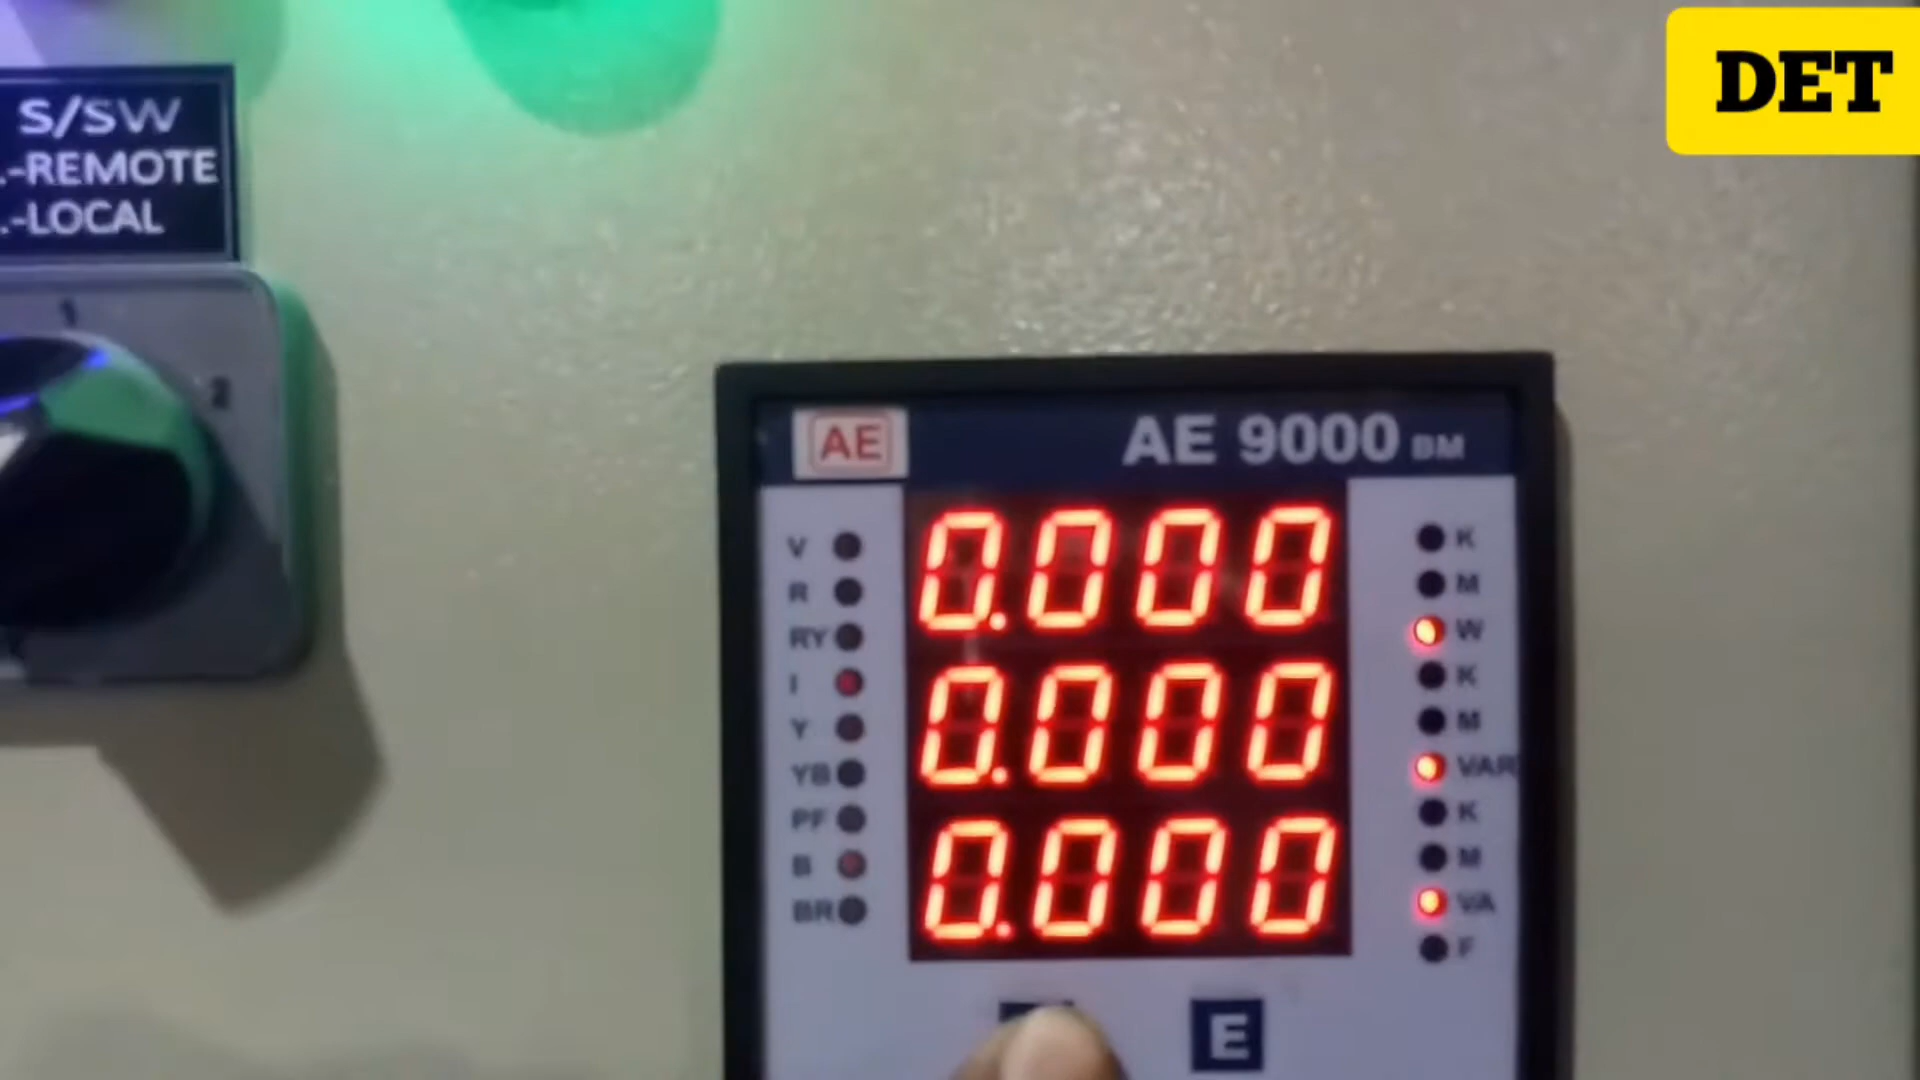 DET
S/SW
.-REMOTE
.-LOCAL
1
2
AE
AE 9000 BM
V
R
RY
I
Y
YB
PF
B
BR
0.000
0.000
0.000
K
M
W
K
M
VAR
K
M
VA
F
E